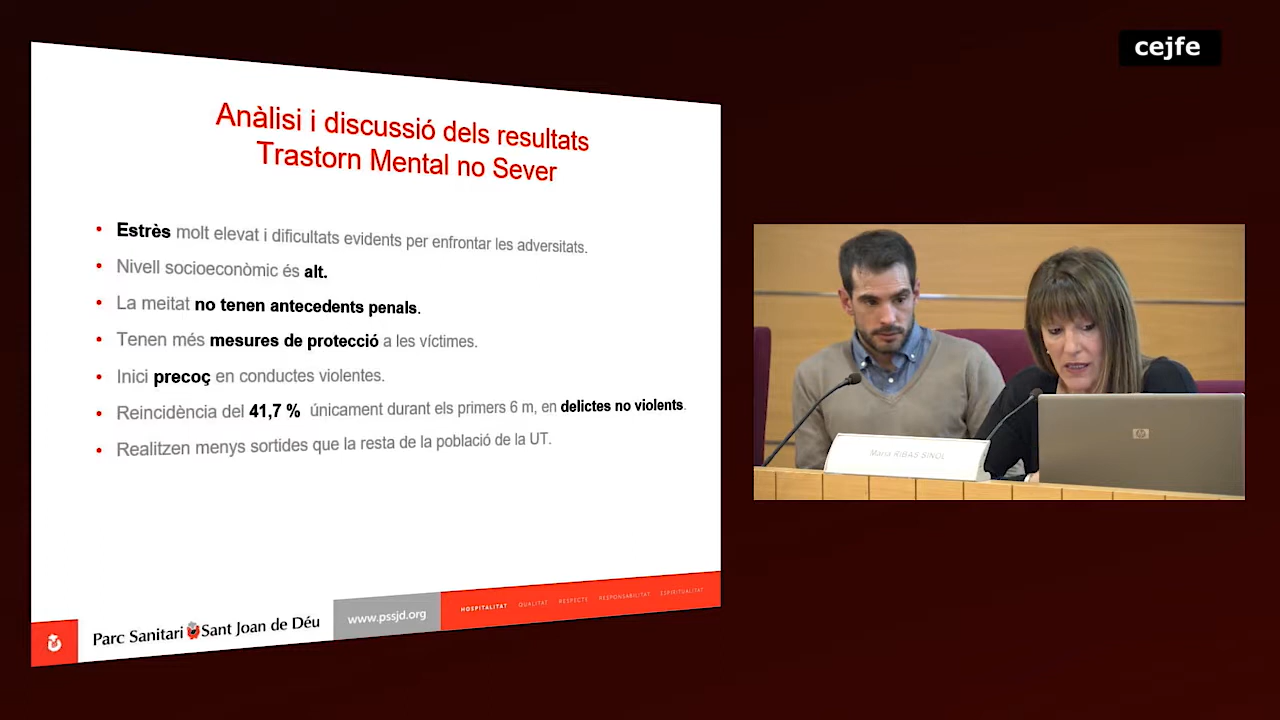 cejfe
Anàlisi i discussió dels resultats
Trastorn Mental no Sever
• Estrès molt elevat i dificultats evidents per enfrontar les adversitats.
• Nivell socioeconòmic és alt.
• La meitat no tenen antecedents penals.
• Tenen més mesures de protecció a les víctimes.
• Inici precoç en conductes violentes.
• Reincidència del 41,7 % únicament durant els primers 6 m, en delictes no violents.
• Realitzen menys sortides que la resta de la població de la UT.
Maria RIBAS SIÑOL
hp
Parc Sanitari Sant Joan de Déu
www.pssjd.org
HOSPITALITAT QUALITAT RESPECTE RESPONSABILITAT ESPIRITUALITAT